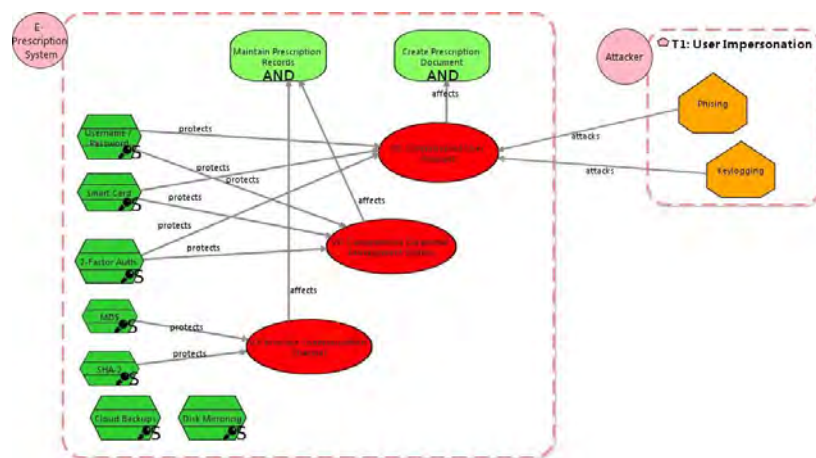 E-
Prescription
System
Maintain Prescription
Records
AND
Create Prescription
Document
AND
Attacker
T1: User Impersonation
affects
Phising
Username /
Password
S
protects
attacks
Keylogging
attacks
Smart Card
S
protects
protects
affects
protects
2-Factor Auth.
S
protects
affects
MD5
S
protects
protects
SHA-2
S
Cloud Backups
S
Disk Mirroring
S